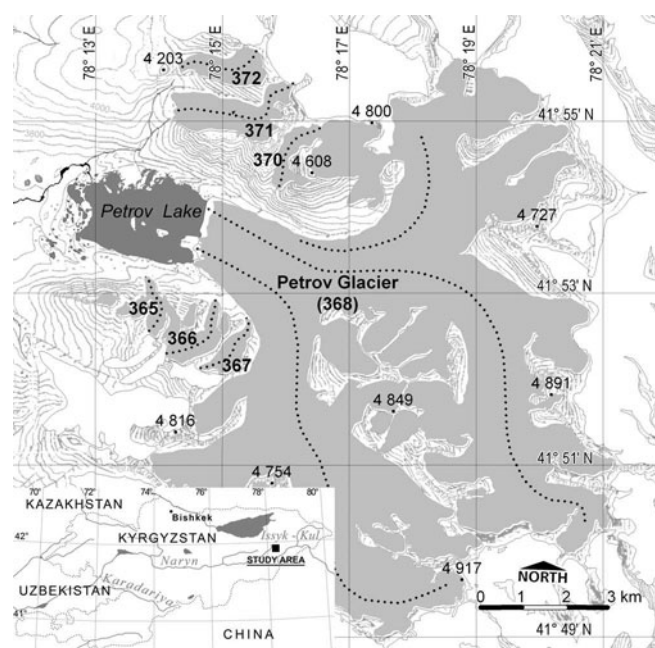 78° 13' E
78° 15' E
78° 17' E
78° 19' E
78° 21' E
4 203
372
371
4 800
41° 55' N
370
4 608
4000
3800
Petrov Lake
4 727
Petrov Glacier
(368)
41° 53' N
365
366
367
4 891
4 849
4 816
41° 51' N
4 754
70°
74°
76°
78°
80°
KAZAKHSTAN
Bishkek
Issyk - Kul
42°
KYRGYZSTAN
STUDY AREA
Naryn
UZBEKISTAN
Karadariya
41°
CHINA
4 917
NORTH
0 1 2 3 km
41° 49' N